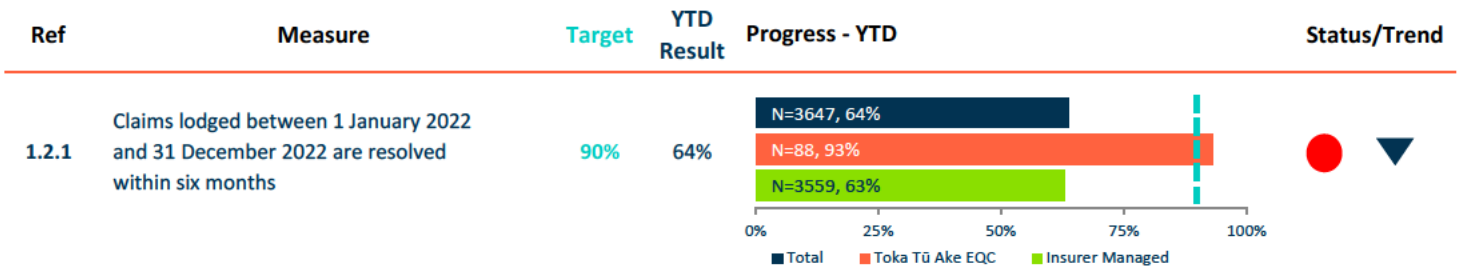 Ref Measure Target YTD Result Progress - YTD Status/Trend
1.2.1 Claims lodged between 1 January 2022
and 31 December 2022 are resolved
within six months
90% 64%
N=3647, 64%
N=88, 93%
N=3559, 63%
0% 25% 50% 75% 100%
Total Toka Tū Ake EQC Insurer Managed